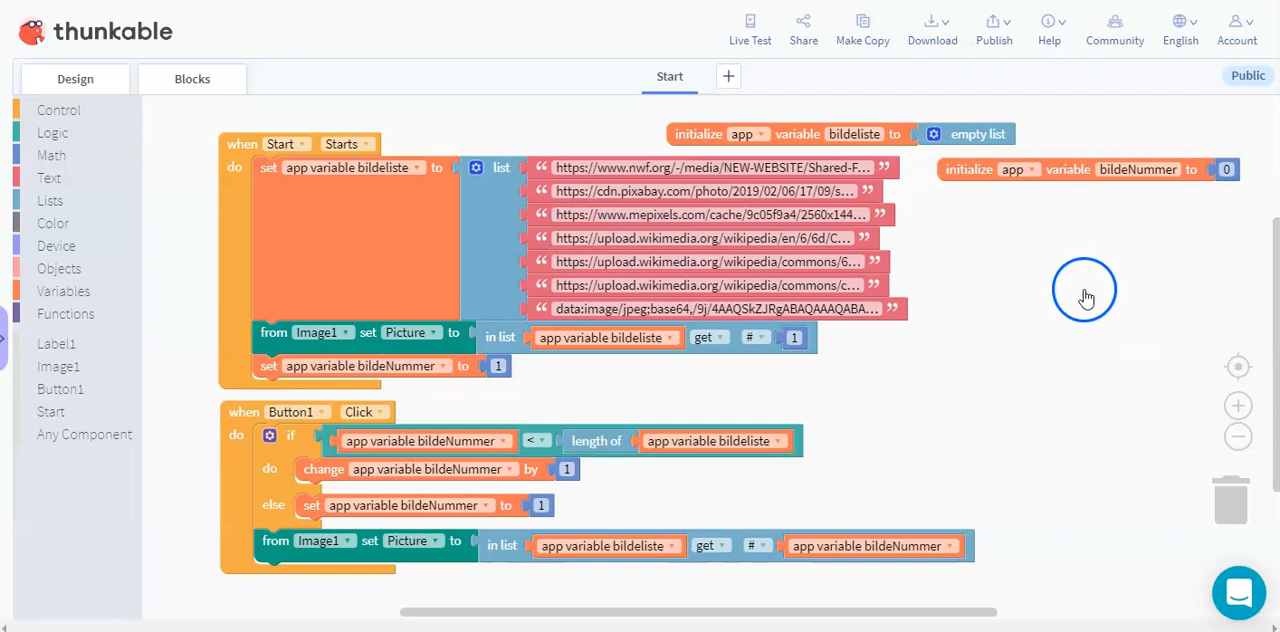 thunkable
Live Test
Share
Make Copy
Download
Publish
Help
Community
English
Account
Design
Blocks
Start
Public
Control
Logic
Math
Text
Lists
Color
Device
Objects
Variables
Functions
Label1
Image1
Button1
Start
Any Component
initialize app variable bildeliste to empty list
initialize app variable bildeNummer to 0
when Start Starts
do set app variable bildeliste to list “ https://www.nwf.org/-/media/NEW-WEBSITE/Shared-F... ”
“ https://cdn.pixabay.com/photo/2019/02/06/17/09/s... ”
“ https://www.mepixels.com/cache/9c05f9a4/2560x144... ”
“ https://upload.wikimedia.org/wikipedia/en/6/6d/C... ”
“ https://upload.wikimedia.org/wikipedia/commons/6... ”
“ https://upload.wikimedia.org/wikipedia/commons/c... ”
“ data:image/jpeg;base64,/9j/4AAQSkZJRgABAQAAAQABA... ”
from Image1 set Picture to in list app variable bildeliste get # 1
set app variable bildeNummer to 1
when Button1 Click
do if app variable bildeNummer < length of app variable bildeliste
do change app variable bildeNummer by 1
else set app variable bildeNummer to 1
from Image1 set Picture to in list app variable bildeliste get # app variable bildeNummer